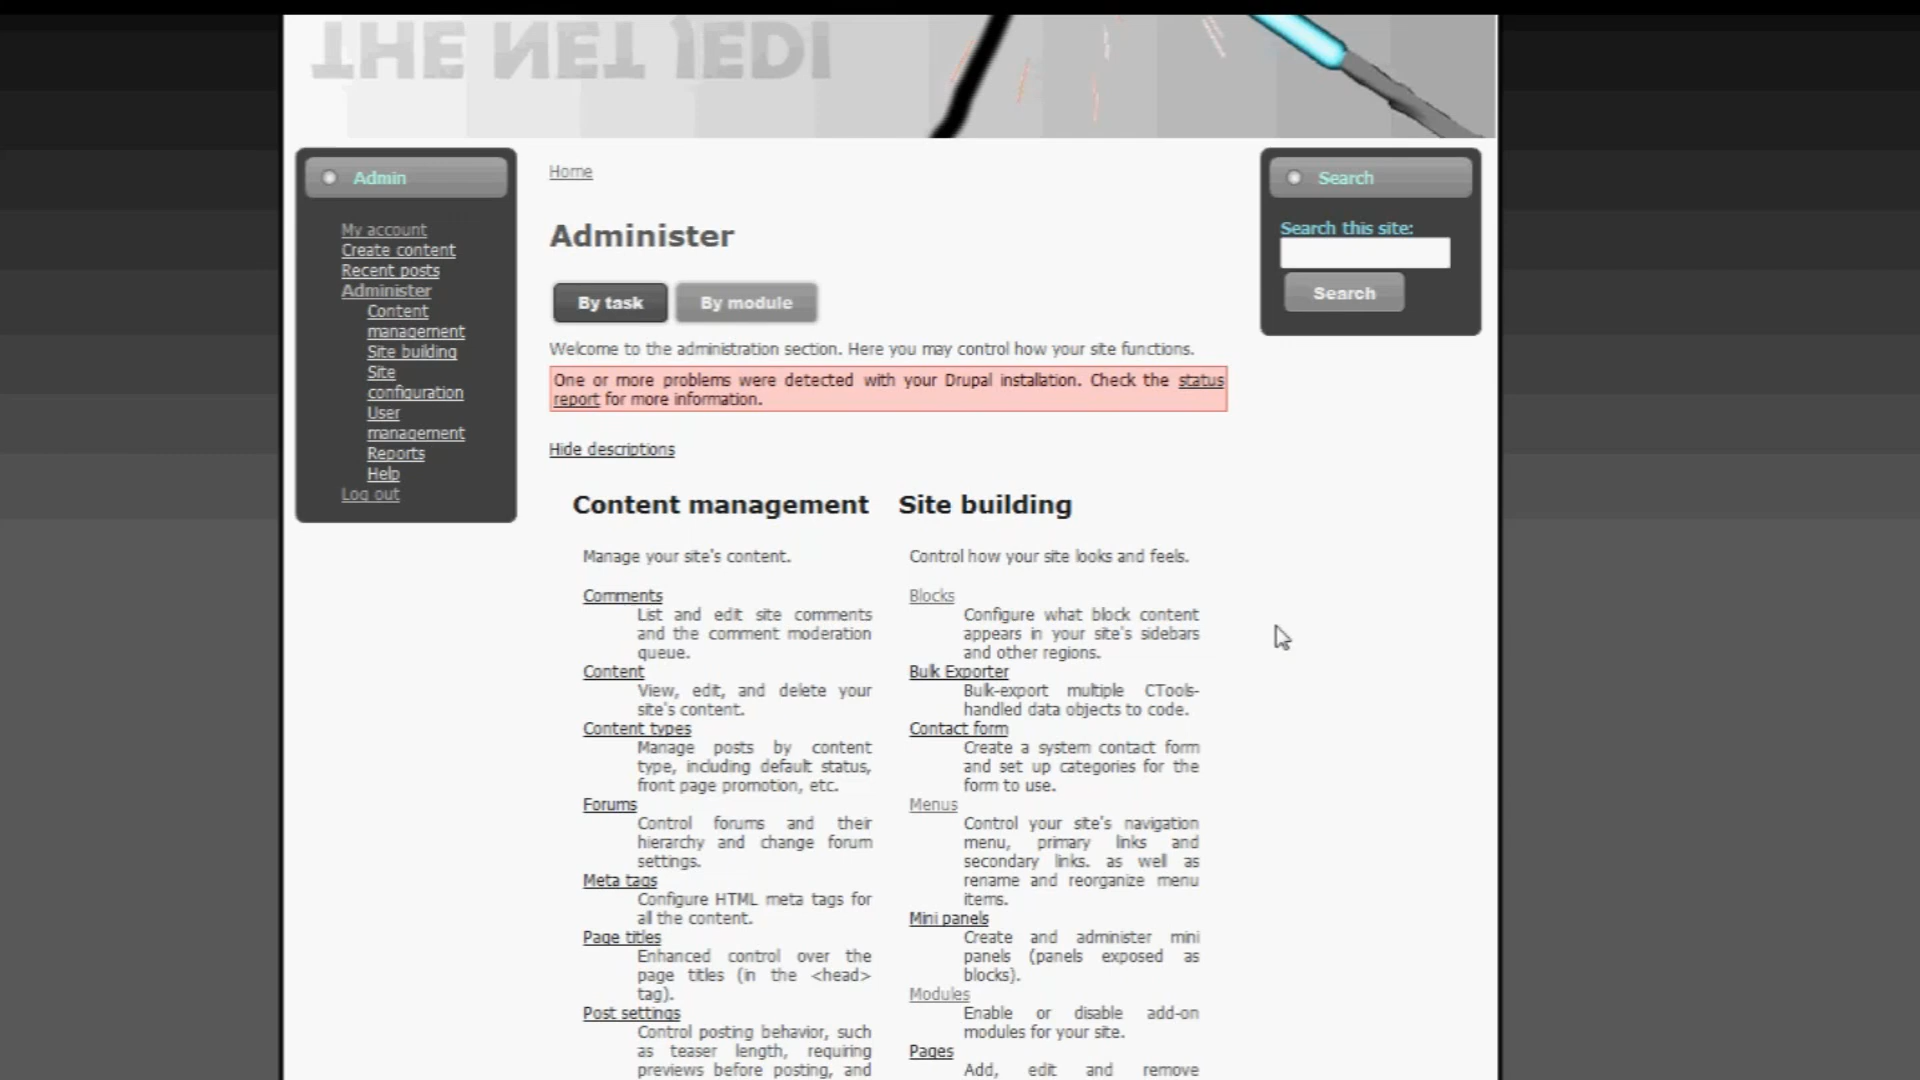 THE NET JEDI
Admin
My account
Create content
Recent posts
Administer
Content
management
Site building
Site
configuration
User
management
Reports
Help
Log out
Home
Administer
By task
By module
Welcome to the administration section. Here you may control how your site functions.
One or more problems were detected with your Drupal installation. Check the status
report for more information.
Hide descriptions
Content management
Manage your site's content.
Comments
List and edit site comments
and the comment moderation
queue.
Content
View, edit, and delete your
site's content.
Content types
Manage posts by content
type, including default status,
front page promotion, etc.
Forums
Control forums and their
hierarchy and change forum
settings.
Meta tags
Configure HTML meta tags for
all the content.
Page titles
Enhanced control over the
page titles (in the <head>
tag).
Post settings
Control posting behavior, such
as teaser length, requiring
previews before posting, and
Site building
Control how your site looks and feels.
Blocks
Configure what block content
appears in your site's sidebars
and other regions.
Bulk Exporter
Bulk-export multiple CTools-
handled data objects to code.
Contact form
Create a system contact form
and set up categories for the
form to use.
Menus
Control your site's navigation
menu, primary links and
secondary links. as well as
rename and reorganize menu
items.
Mini panels
Create and administer mini
panels (panels exposed as
blocks).
Modules
Enable or disable add-on
modules for your site.
Pages
Add, edit and remove
Search
Search this site:
Search